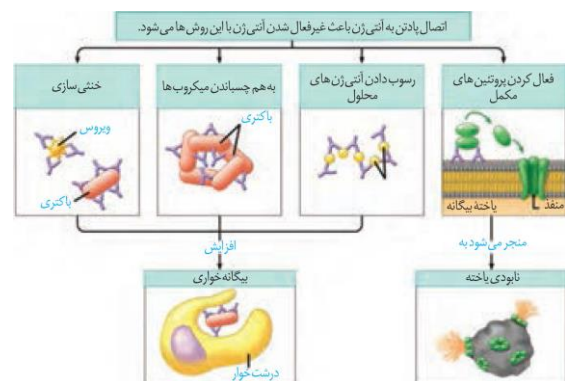 اتصال پادتن به آنتی‌ژن باعث غیرفعال شدن آنتی‌ژن با این روش‌ها می‌شود.
فعال کردن پروتئین‌های
مکمل
رسوب دادن آنتی‌ژن‌های
محلول
به‌هم چسباندن میکروب‌ها
خنثی‌سازی
منفذ
یاختهٔ بیگانه
باکتری
ویروس
باکتری
منجر می‌شود به
افزایش
نابودی یاخته
بیگانه‌خواری
درشت‌خوار